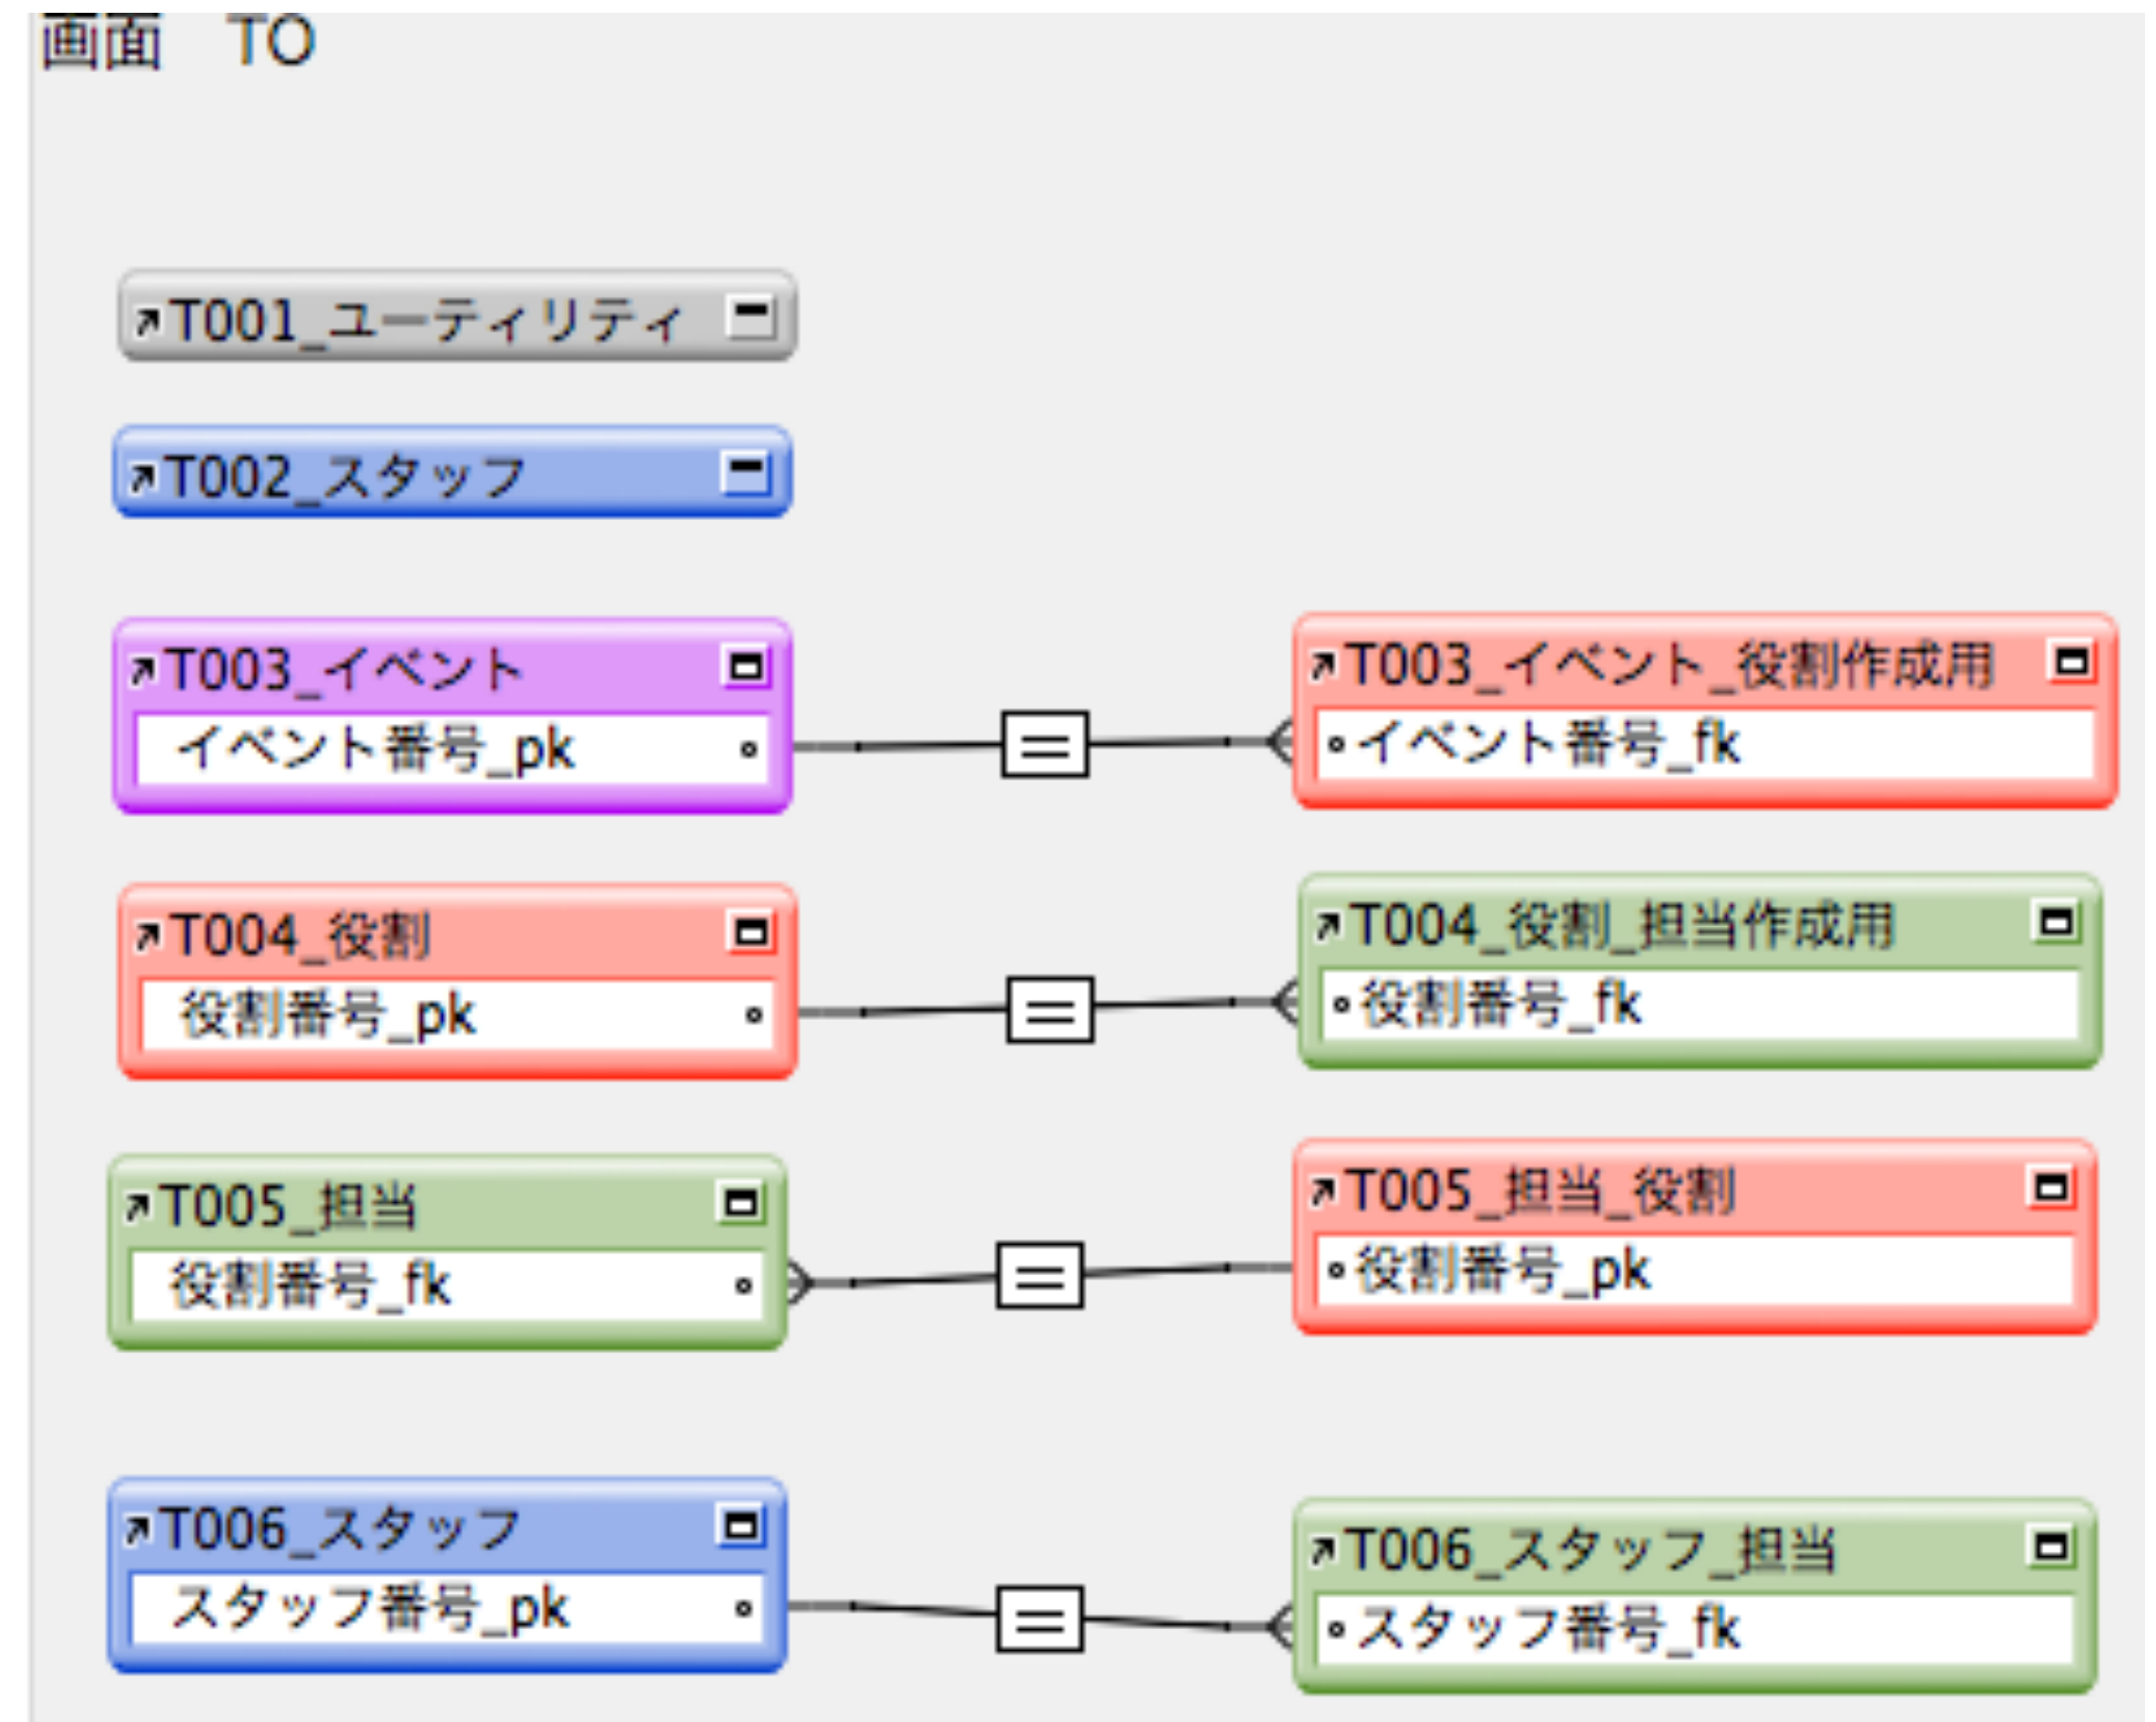 画面　TO
T001_ユーティリティ
T002_スタッフ
T003_イベント
イベント番号_pk
=
T003_イベント_役割作成用
イベント番号_fk
T004_役割
役割番号_pk
=
T004_役割_担当作成用
役割番号_fk
T005_担当
役割番号_fk
=
T005_担当_役割
役割番号_pk
T006_スタッフ
スタッフ番号_pk
=
T006_スタッフ_担当
スタッフ番号_fk